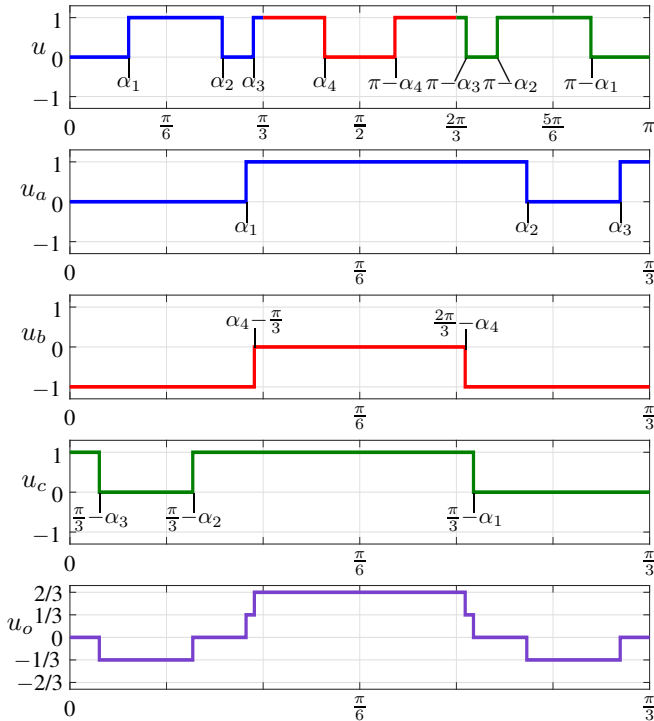 1
u
0
α₁ α₂ α₃ α₄ π−α₄ π−α₃ π−α₂ π−α₁
−1
0 π/6 π/3 π/2 2π/3 5π/6 π
1
uₐ
0
α₁ α₂ α₃
−1
0 π/6 π/3
1
α₄−π/3 2π/3−α₄
u_b
0
−1
0 π/6 π/3
1
u_c
0
π/3−α₃ π/3−α₂ π/3−α₁
−1
0 π/6 π/3
2/3
1/3
uₒ
0
−1/3
−2/3
0 π/6 π/3